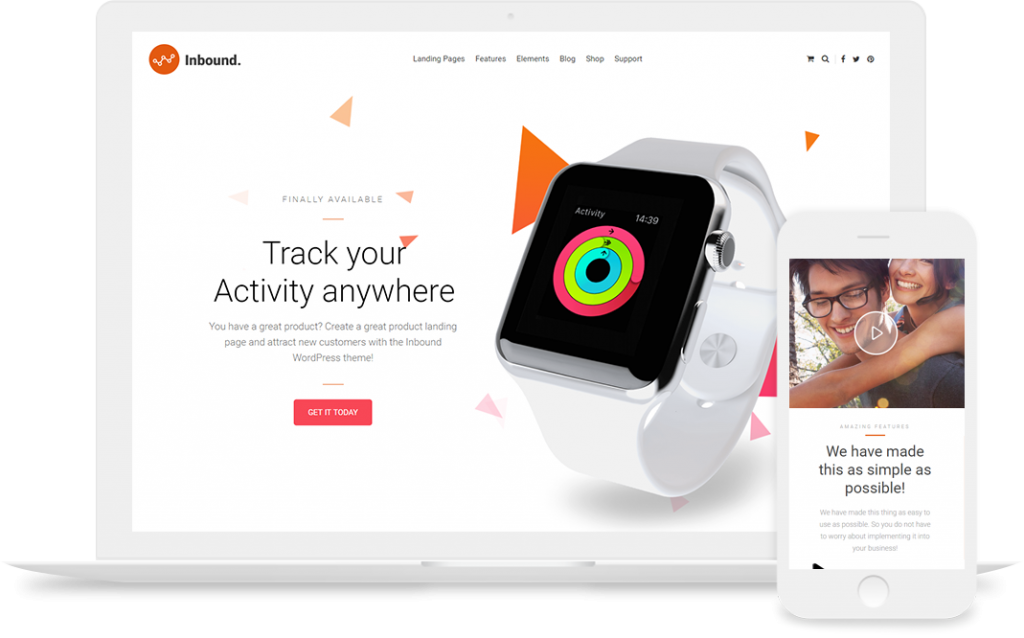 Inbound.
Landing Pages Features Elements Blog Shop Support
FINALLY AVAILABLE
Track your
Activity anywhere
You have a great product? Create a great product landing
page and attract new customers with the Inbound
WordPress theme!
GET IT TODAY
Activity 14:39
AMAZING FEATURES
We have made
this as simple as
possible!
We have made this thing as easy to
use as possible. So you do not have
to worry about implementing it into
your business!